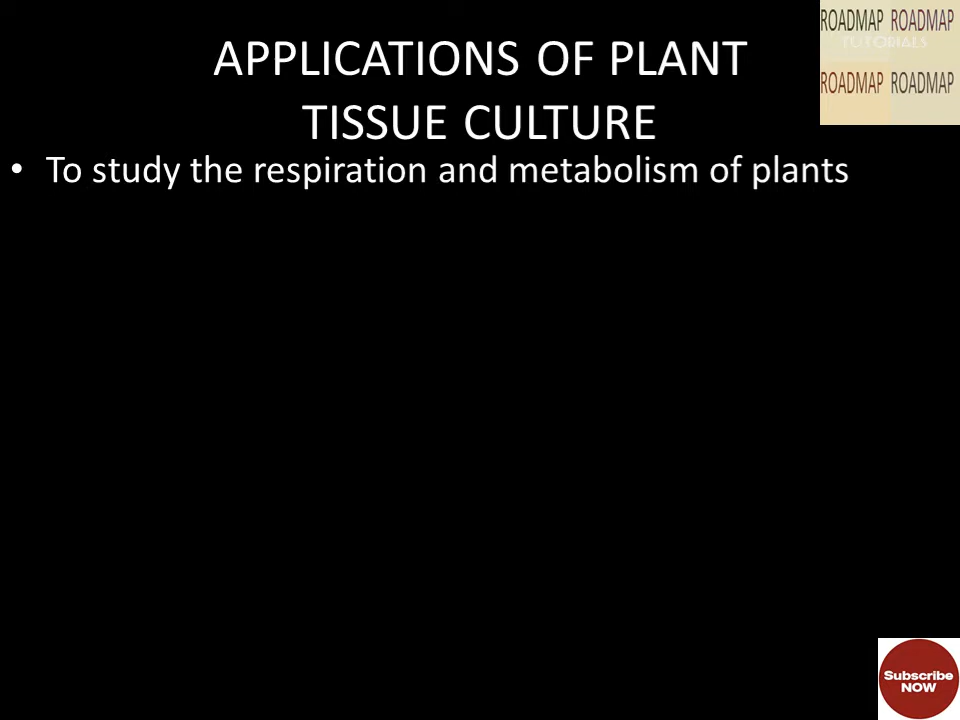 ROADMAP ROADMAP
TUTORIALS
ROADMAP ROADMAP
APPLICATIONS OF PLANT
TISSUE CULTURE
• To study the respiration and metabolism of plants
Subscribe
NOW